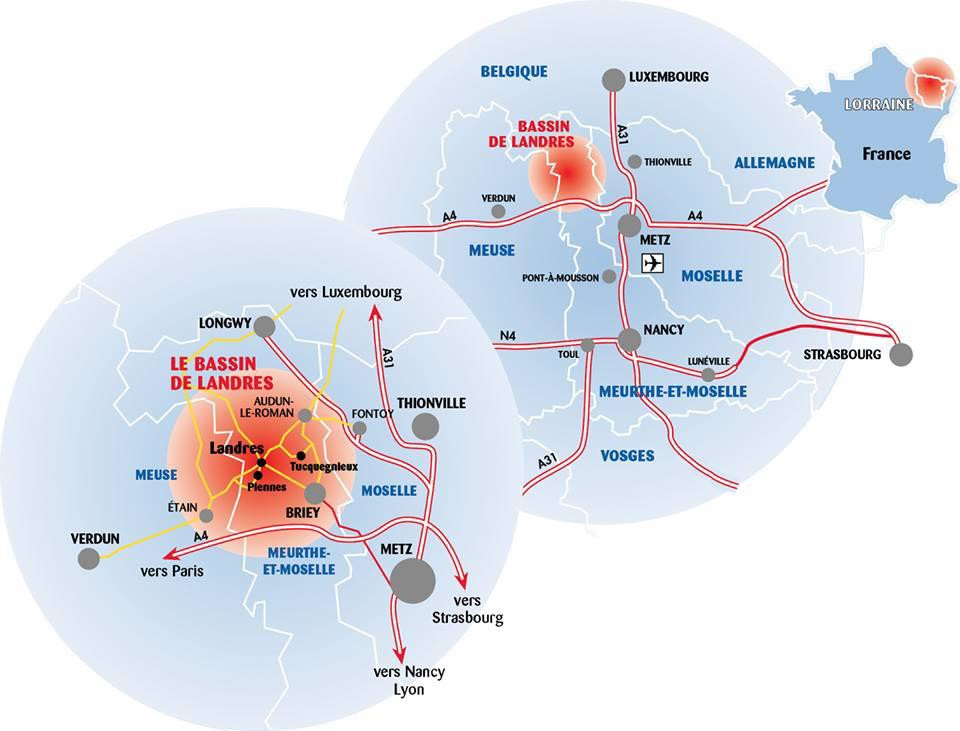 BELGIQUE
LUXEMBOURG
BASSIN
DE LANDRES
A31
THIONVILLE
ALLEMAGNE
LORRAINE
France
VERDUN
A4
A4
METZ
MEUSE
PONT-À-MOUSSON
MOSELLE
N4
NANCY
TOUL
LUNÉVILLE
STRASBOURG
MEURTHE-ET-MOSELLE
A31
VOSGES
vers Luxembourg
LONGWY
A31
LE BASSIN
DE LANDRES
AUDUN-
LE-ROMAN
FONTOY
THIONVILLE
Landres
Tucquegnieux
Piennes
MEUSE
MOSELLE
ÉTAIN
BRIEY
VERDUN
A4
vers Paris
MEURTHE-
ET-MOSELLE
METZ
vers
Strasbourg
vers Nancy
Lyon